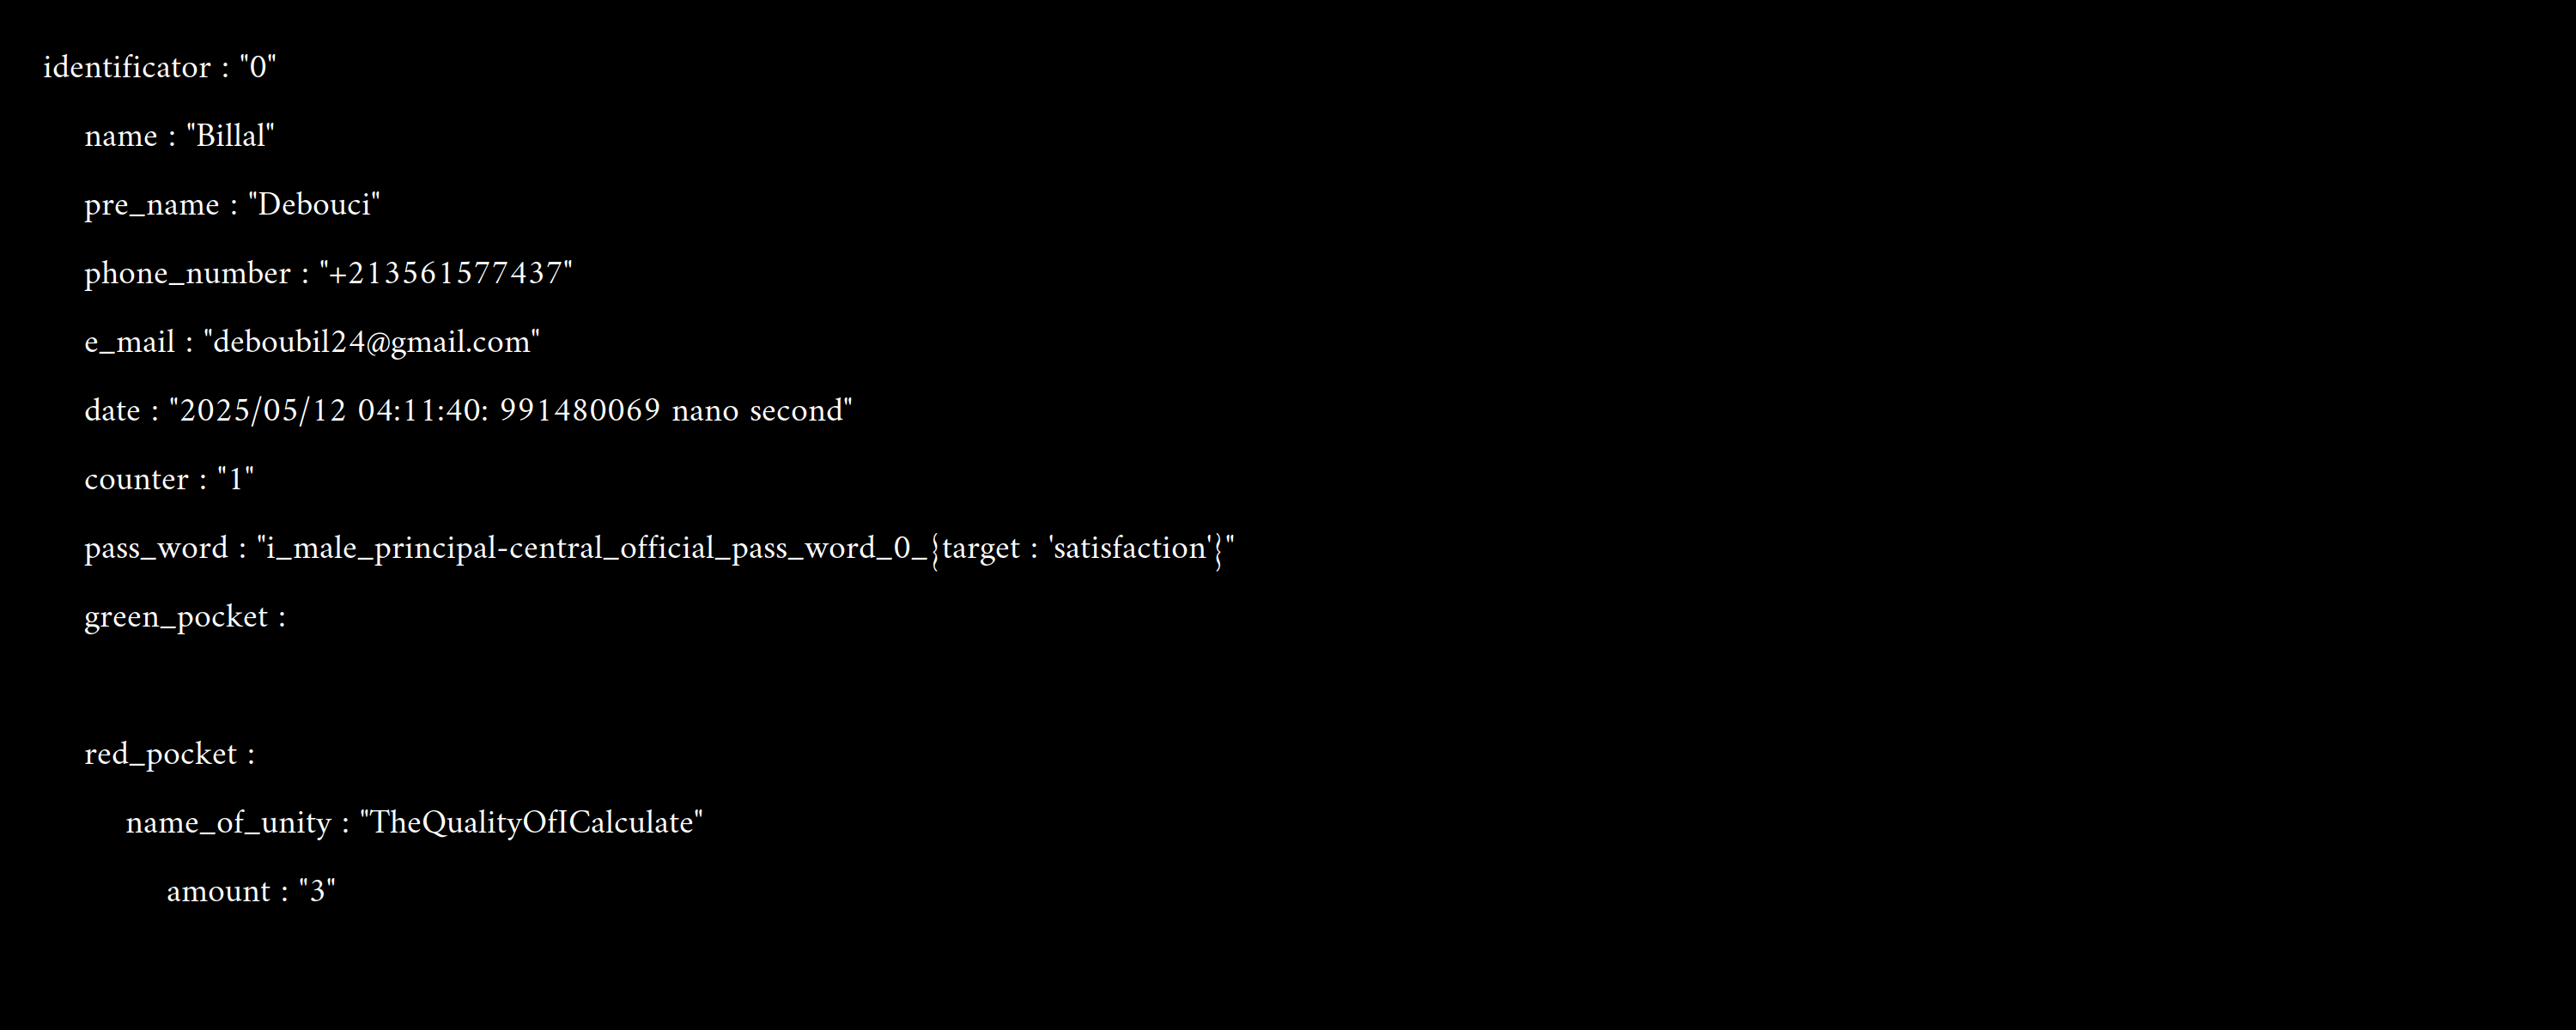 identificator : "0"
name : "Billal"
pre_name : "Debouci"
phone_number : "+213561577437"
e_mail : "deboubil24@gmail.com"
date : "2025/05/12 04:11:40: 991480069 nano second"
counter : "1"
pass_word : "i_male_principal-central_official_pass_word_0_{target : 'satisfaction'}"
green_pocket :
red_pocket :
name_of_unity : "TheQualityOfICalculate"
amount : "3"